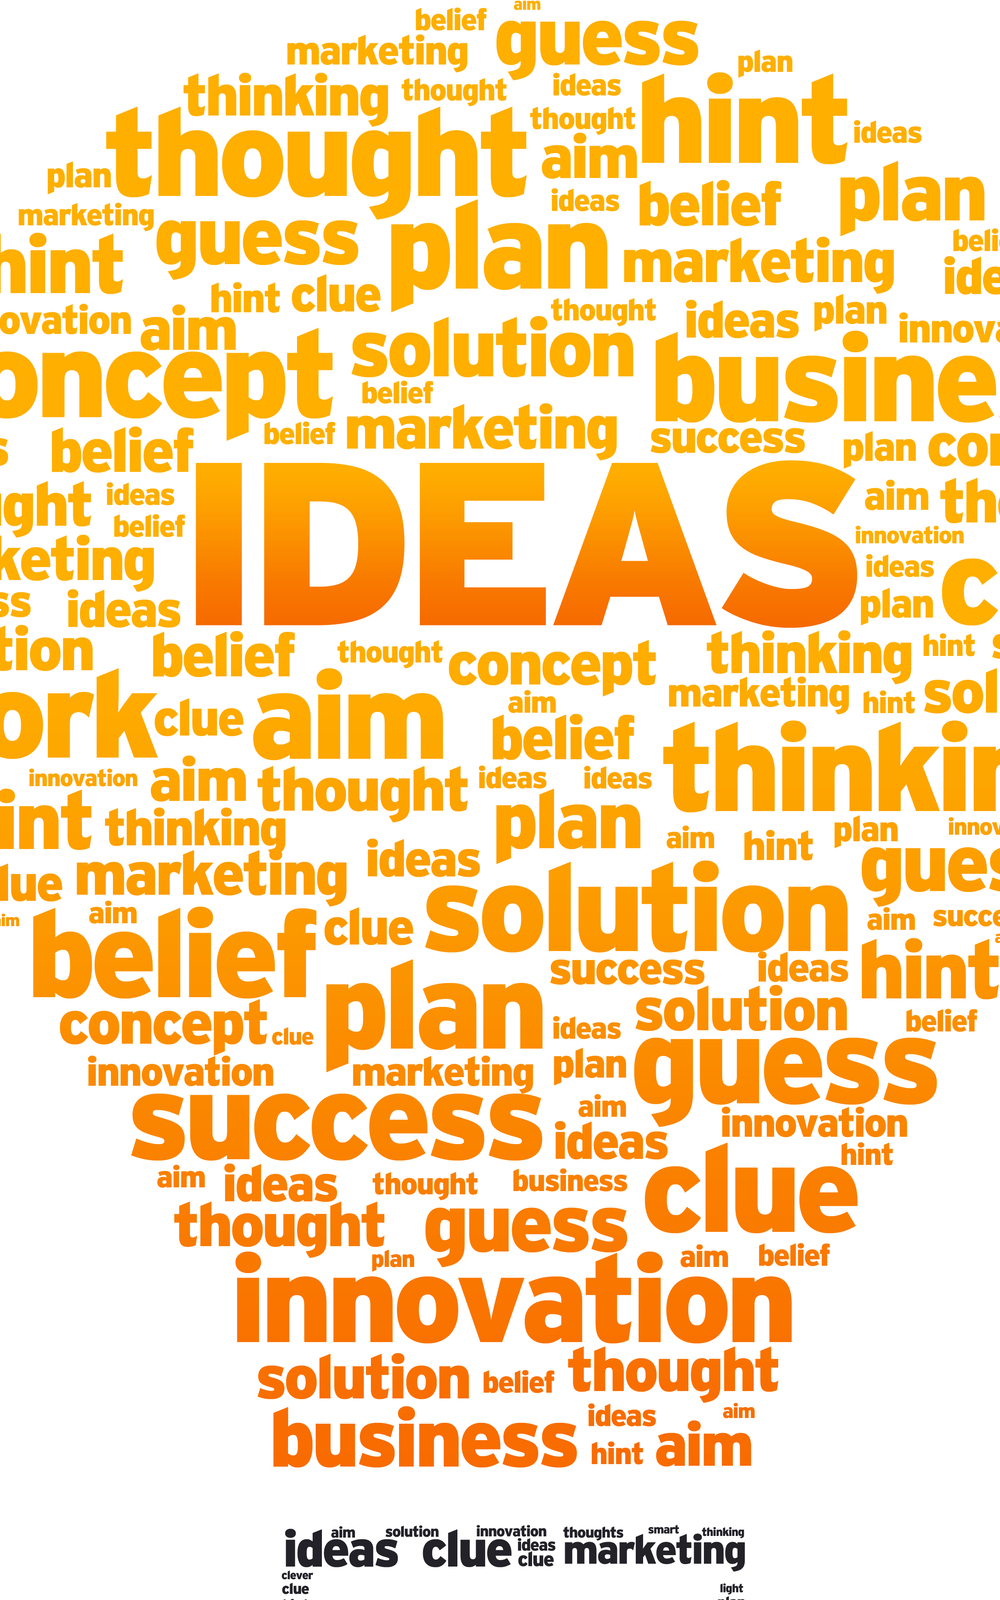 aim
belief guess
marketing plan
thinking thought ideas hint
thought thought ideas
aim
plan ideas belief plan
marketing guess plan marketing beli
hint ide
hint clue thought ideas plan
ovation aim solution innova
oncept belief busine
belief belief marketing success plan con
IDEAS
ght ideas aim tho
belief innovation
keting ideas c
ss ideas plan
tion belief thought concept thinking hint s
ork clue aim aim marketing hint sol
belief thinkin
innovation aim thought ideas ideas
int thinking plan aim hint plan innov
lue marketing ideas gues
aim aim clue solution aim succe
belief success ideas hint
concept clue plan ideas solution belief
innovation marketing plan guess
success aim innovation
ideas hint
aim ideas thought business clue
thought guess
plan aim belief
innovation
solution belief thought
business ideas aim
hint aim
aim solution innovation thoughts smart thinking
ideas clue ideas marketing
clue
clever
clue light